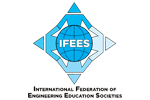 IFEES
INTERNATIONAL FEDERATION OF
ENGINEERING EDUCATION SOCIETIES